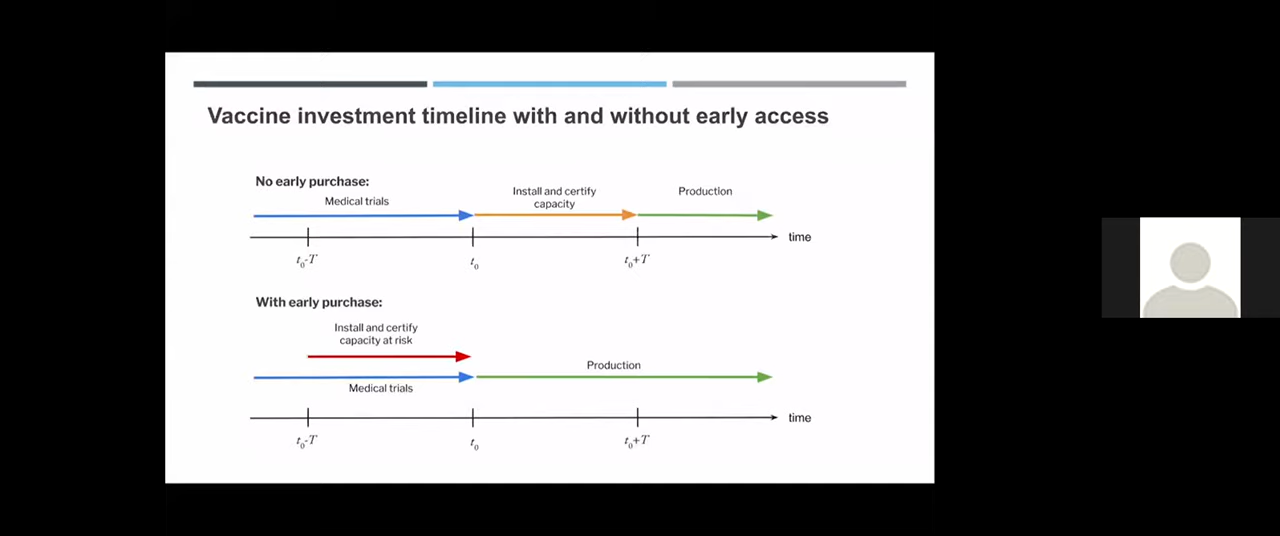 Vaccine investment timeline with and without early access
No early purchase:
Medical trials
Install and certify
capacity
Production
time
t₀-T
t₀
t₀+T
With early purchase:
Install and certify
capacity at risk
Production
Medical trials
time
t₀-T
t₀
t₀+T